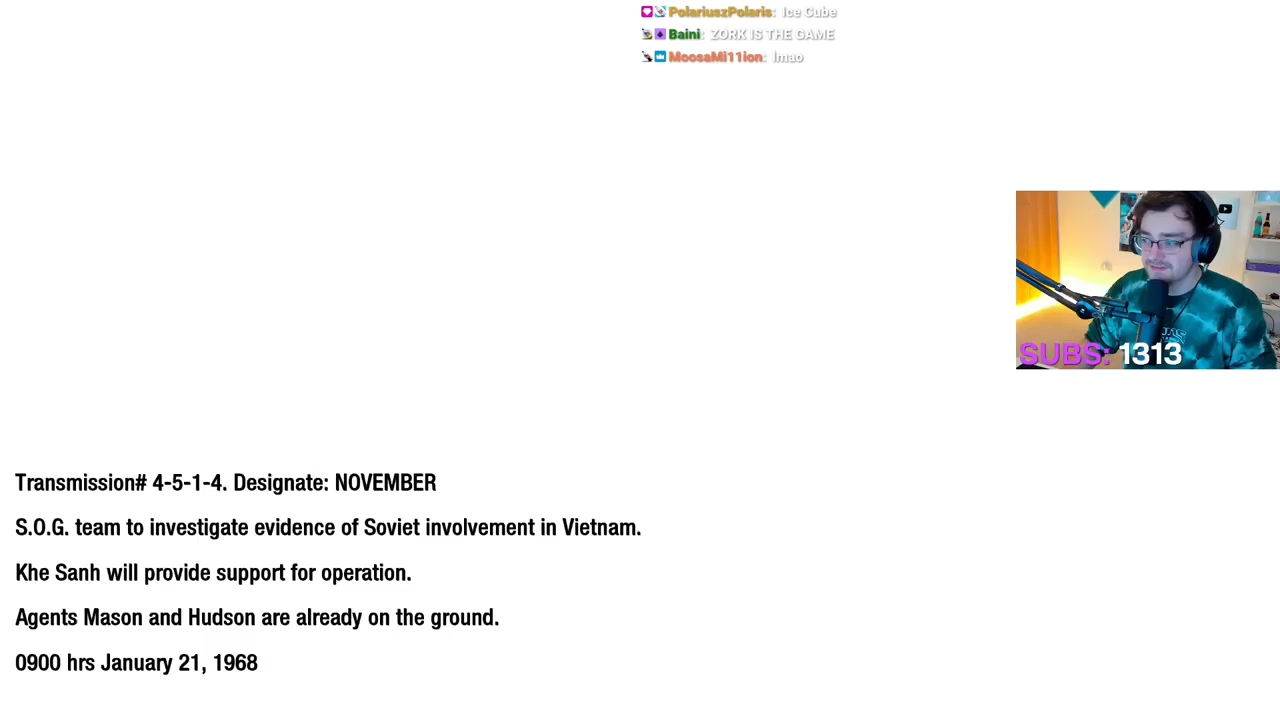 PolariuszPolaris: Ice Cube
Baini: ZORK IS THE GAME
MoosaMi11ion: lmao
SUBS: 1313
Transmission# 4-5-1-4. Designate: NOVEMBER
S.O.G. team to investigate evidence of Soviet involvement in Vietnam.
Khe Sanh will provide support for operation.
Agents Mason and Hudson are already on the ground.
0900 hrs January 21, 1968